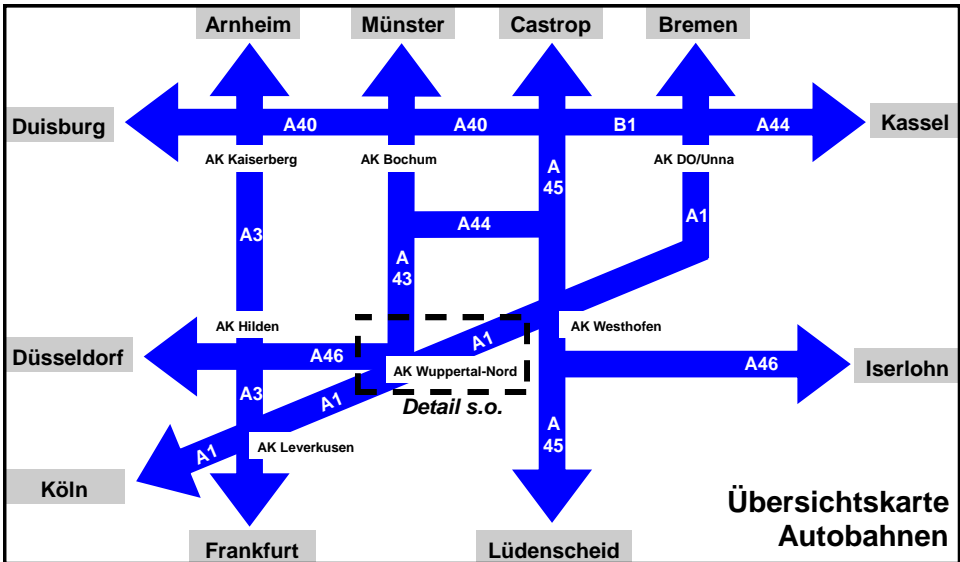 Arnheim
Münster
Castrop
Bremen
Duisburg
A40
A40
B1
A44
Kassel
AK Kaiserberg
AK Bochum
A
45
AK DO/Unna
A3
A44
A1
A
43
AK Hilden
AK Westhofen
Düsseldorf
A46
A1
A46
Iserlohn
AK Wuppertal-Nord
A3
A1
Detail s.o.
A
45
A1
AK Leverkusen
Köln
Übersichtskarte
Autobahnen
Frankfurt
Lüdenscheid